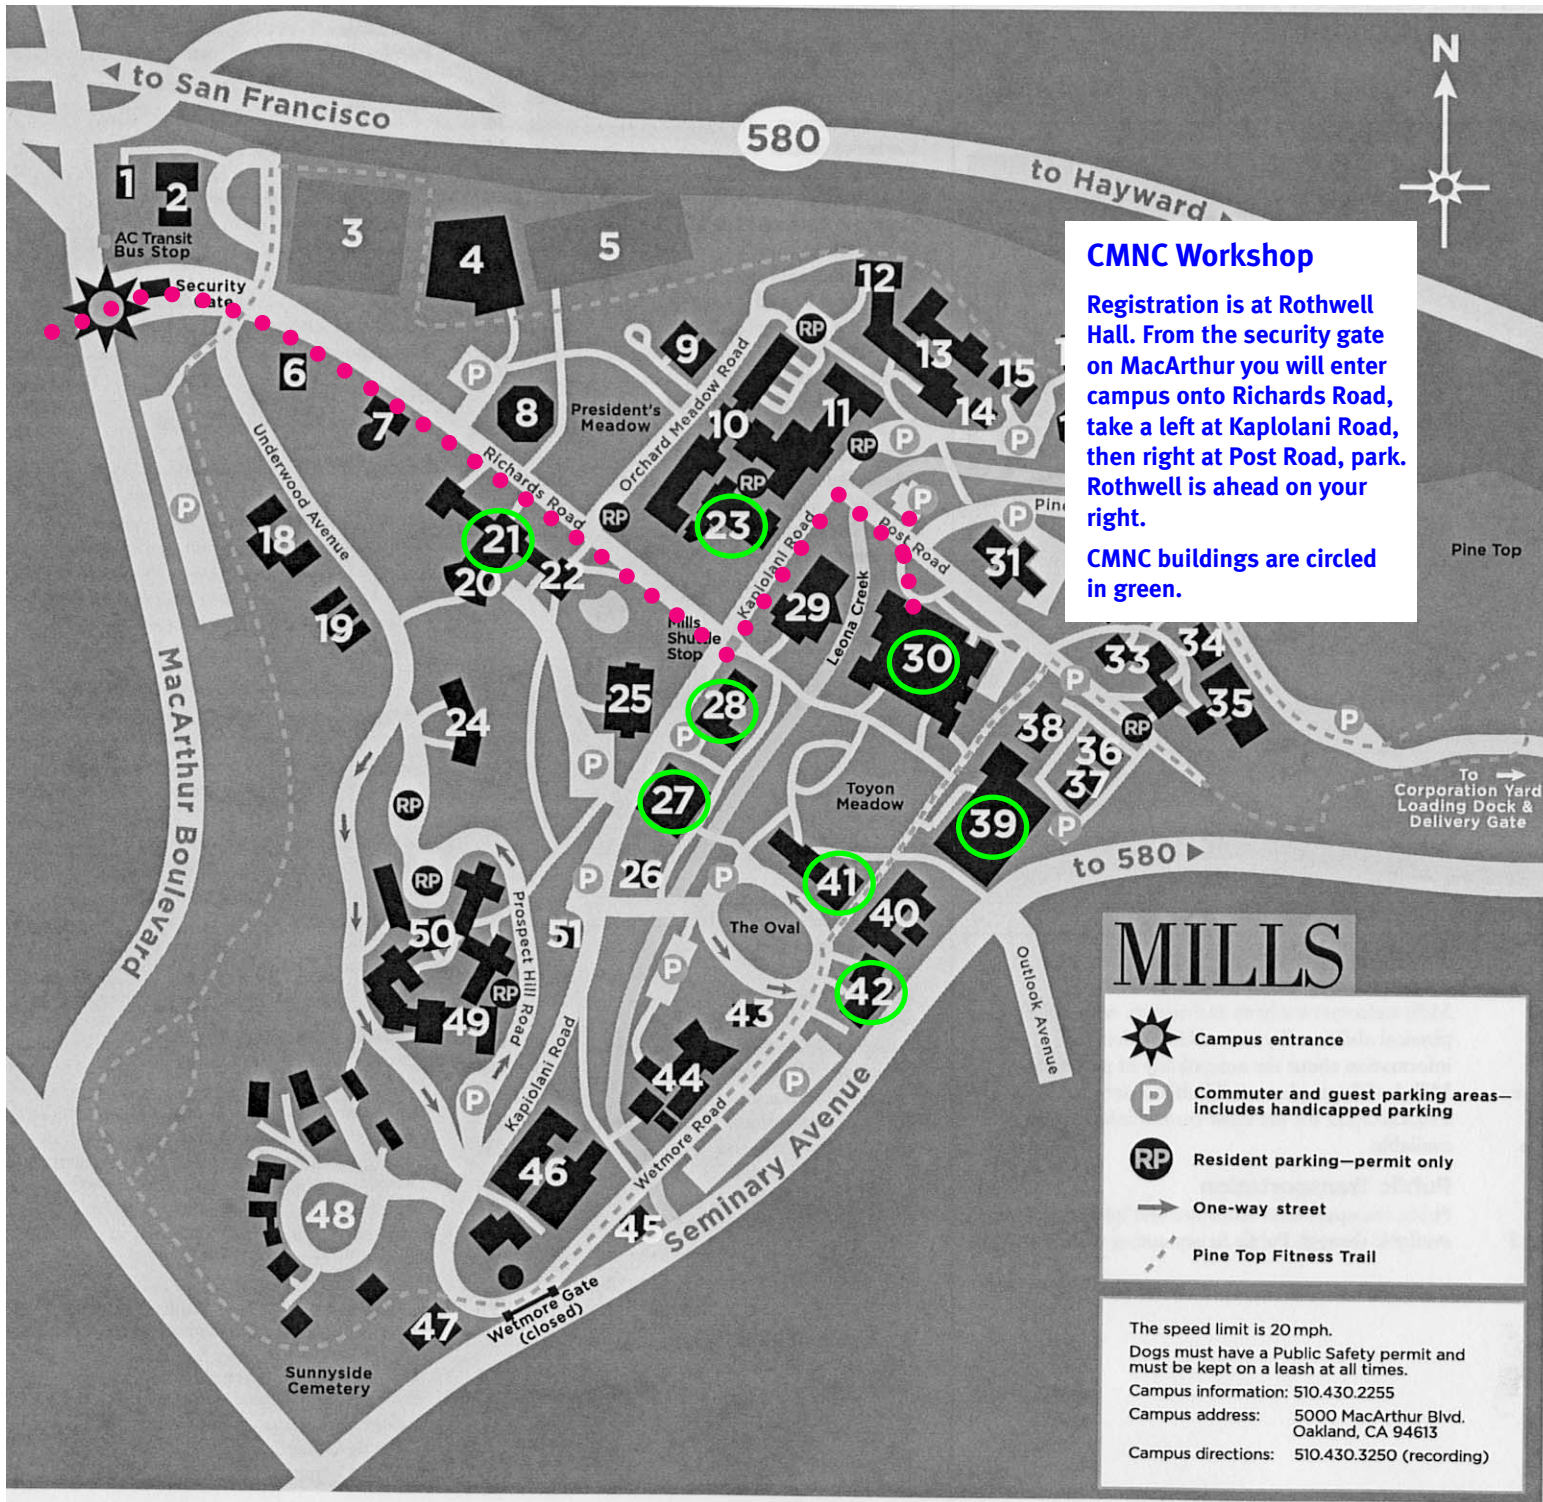 N
to San Francisco
580
to Hayward
1
2
3
4
5
AC Transit
Bus Stop
Security
Gate
CMNC Workshop
Registration is at Rothwell
Hall. From the security gate
on MacArthur you will enter
campus onto Richards Road,
take a left at Kaplolani Road,
then right at Post Road, park.
Rothwell is ahead on your
right.
CMNC buildings are circled
in green.
6
7
8
9
10
11
12
13
14
15
P
RP
President's
Meadow
Orchard Meadow Road
Richards Road
Underwood Avenue
RP
P
P
RP
P
18
19
20
21
22
RP
23
RP
Kapiolani Road
Post Road
P
P
Pine
31
Pine Top
29
Leona Creek
30
Mills
Shuttle
Stop
MacArthur Boulevard
24
25
28
P
P
27
33
34
35
P
38
36
37
RP
P
Toyon
Meadow
39
P
To
Corporation Yard
Loading Dock &
Delivery Gate
to 580
RP
RP
26
P
P
41
40
The Oval
50
51
Prospect Hill Road
RP
49
P
42
43
Outlook Avenue
44
P
Kapiolani Road
P
46
Wetmore Road
45
Seminary Avenue
48
47
Wetmore Gate
(closed)
Sunnyside
Cemetery
MILLS
Campus entrance
P
Commuter and guest parking areas—
includes handicapped parking
RP
Resident parking—permit only
One-way street
Pine Top Fitness Trail
The speed limit is 20 mph.
Dogs must have a Public Safety permit and
must be kept on a leash at all times.
Campus information: 510.430.2255
Campus address: 5000 MacArthur Blvd.
Oakland, CA 94613
Campus directions: 510.430.3250 (recording)